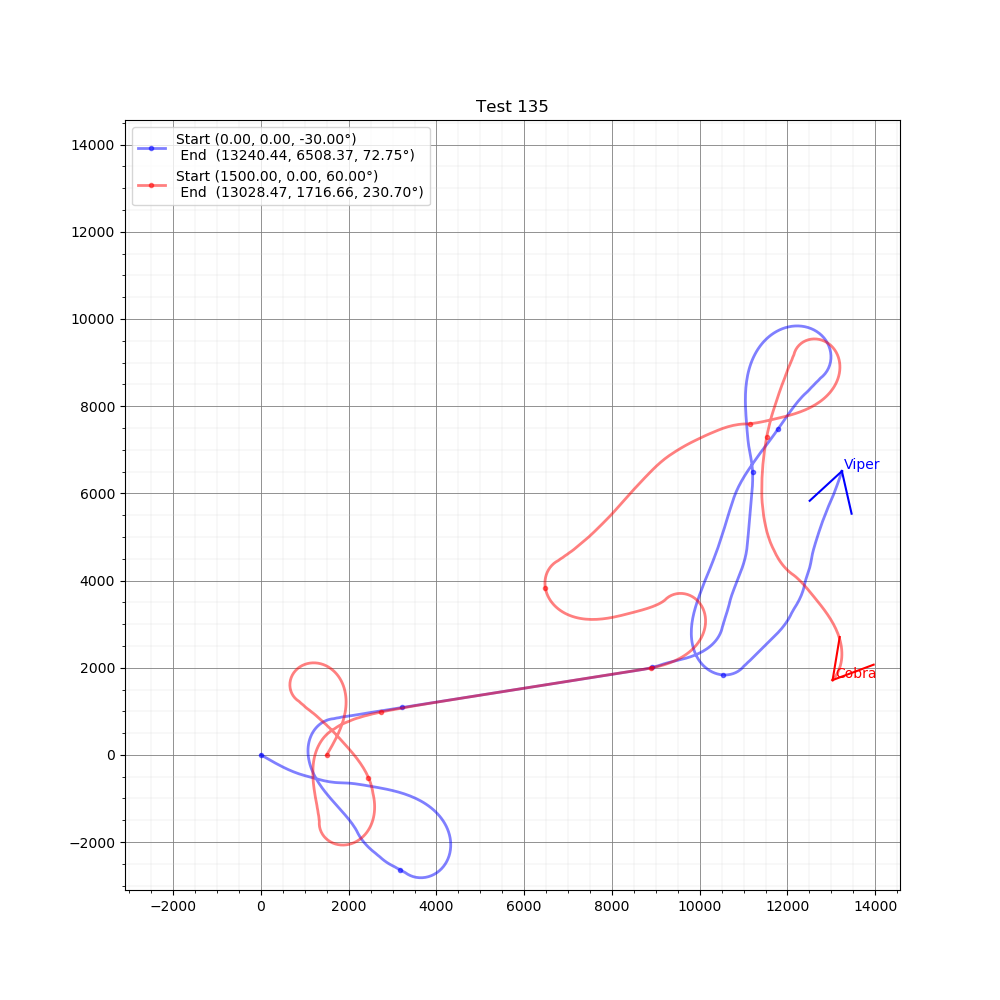 Test 135
Start (0.00, 0.00, -30.00°)
End  (13240.44, 6508.37, 72.75°)
Start (1500.00, 0.00, 60.00°)
End  (13028.47, 1716.66, 230.70°)
14000
12000
10000
8000
6000
4000
2000
0
−2000
Viper
Cobra
−2000 0 2000 4000 6000 8000 10000 12000 14000